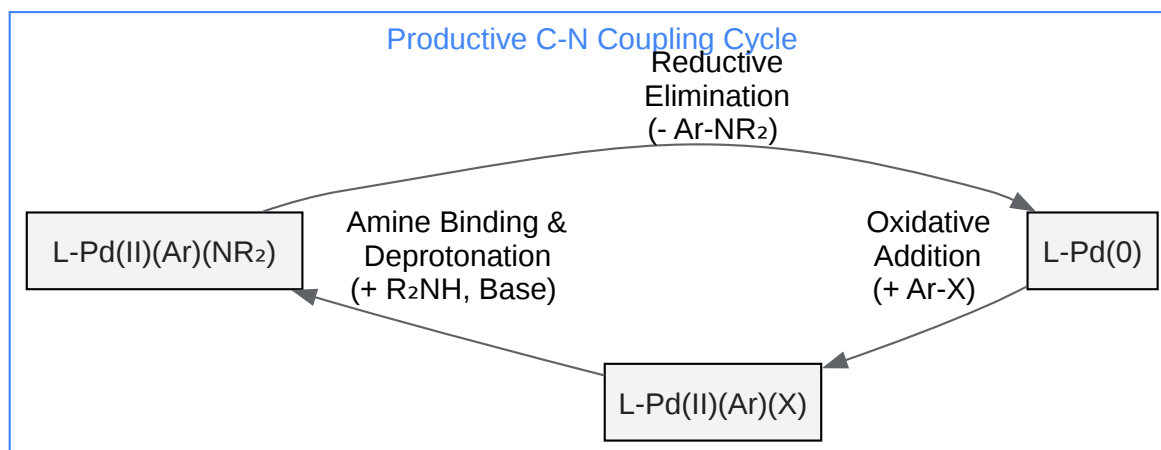 Productive C-N Coupling Cycle
Reductive
Elimination
(- Ar-NR₂)
L-Pd(II)(Ar)(NR₂)
Amine Binding &
Deprotonation
(+ R₂NH, Base)
Oxidative
Addition
(+ Ar-X)
L-Pd(0)
L-Pd(II)(Ar)(X)